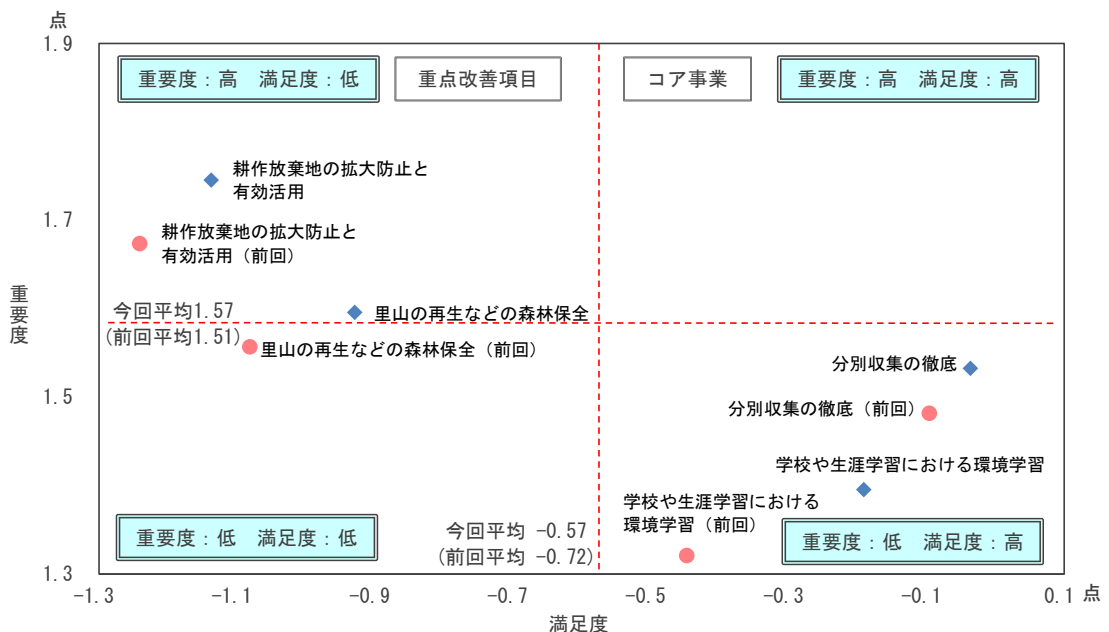 点
1.9
重要度：高　満足度：低
重点改善項目
コア事業
重要度：高　満足度：高
耕作放棄地の拡大防止と
有効活用
1.7
耕作放棄地の拡大防止と
有効活用（前回）
重要度
今回平均1.57
(前回平均1.51)
里山の再生などの森林保全
里山の再生などの森林保全（前回）
分別収集の徹底
1.5
分別収集の徹底（前回）
学校や生涯学習における環境学習
学校や生涯学習における
環境学習（前回）
今回平均 -0.57
(前回平均 -0.72)
重要度：低　満足度：低
重要度：低　満足度：高
1.3
-1.3
-1.1
-0.9
-0.7
-0.5
-0.3
-0.1
0.1
点
満足度